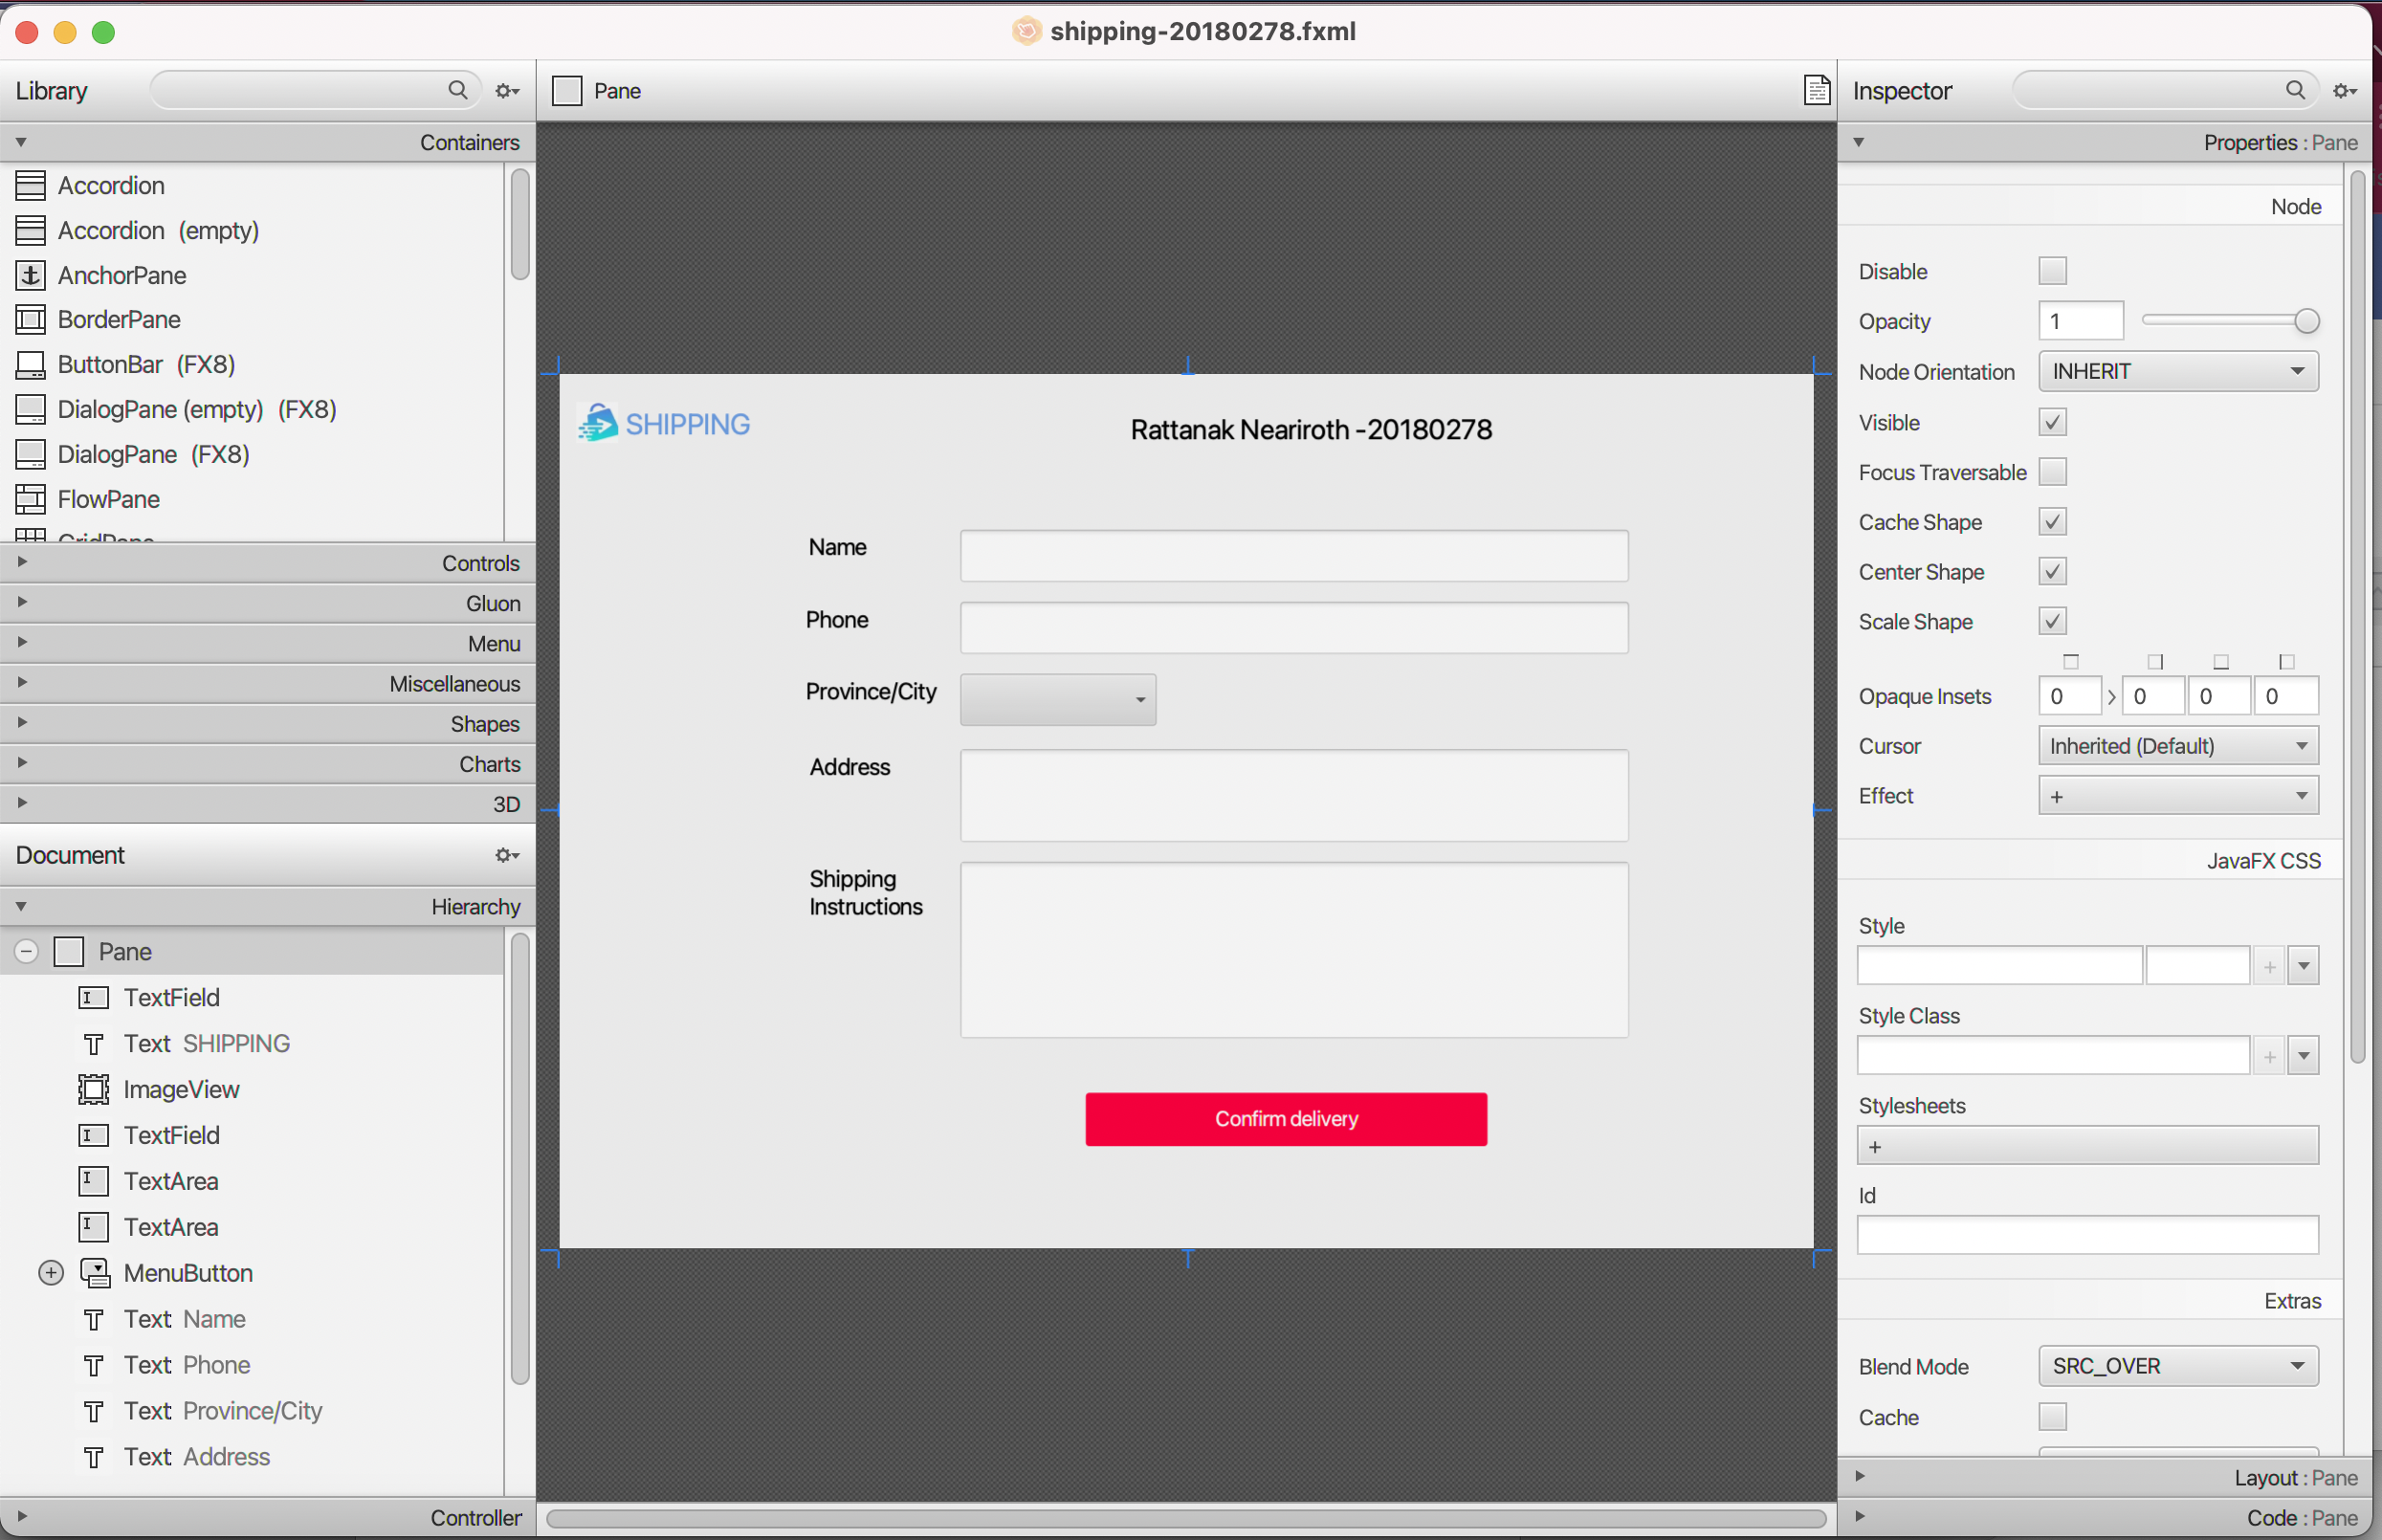 shipping-20180278.fxml
Library
Containers
Accordion
Accordion (empty)
AnchorPane
BorderPane
ButtonBar (FX8)
DialogPane (empty) (FX8)
DialogPane (FX8)
FlowPane
GridPane
Controls
Gluon
Menu
Miscellaneous
Shapes
Charts
3D
Document
Hierarchy
Pane
TextField
Text SHIPPING
ImageView
TextField
TextArea
TextArea
MenuButton
Text Name
Text Phone
Text Province/City
Text Address
Controller
Pane
SHIPPING
Rattanak Neariroth -20180278
Name
Phone
Province/City
Address
Shipping
Instructions
Confirm delivery
Inspector
Properties : Pane
Node
Disable
Opacity 1
Node Orientation INHERIT
Visible
Focus Traversable
Cache Shape
Center Shape
Scale Shape
Opaque Insets 0 > 0 0 0
Cursor Inherited (Default)
Effect +
JavaFX CSS
Style
+
Style Class
+
Stylesheets
+
Id
Extras
Blend Mode SRC_OVER
Cache
Layout : Pane
Code : Pane